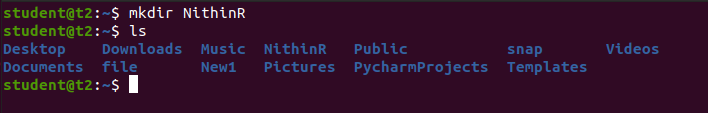 student@t2:~$ mkdir NithinR
student@t2:~$ ls
Desktop    Downloads  Music  NithinR   Public           snap       Videos
Documents  file       New1   Pictures  PycharmProjects  Templates
student@t2:~$